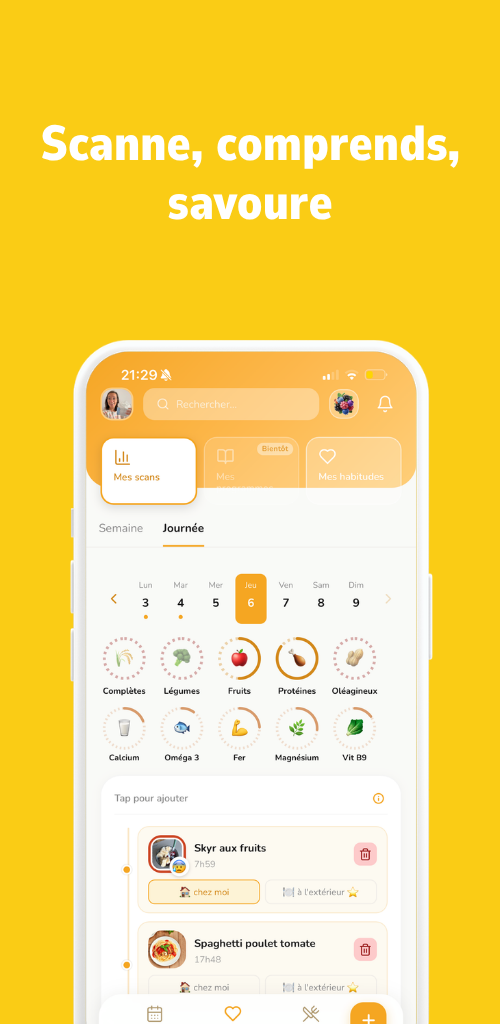 Scanne, comprends,
savoure
21:29
Rechercher...
Bientôt
Mes scans
Mes
Mes habitudes
Semaine Journée
Lun Mar Mer Jeu Ven Sam Dim
3 4 5 6 7 8 9
Complètes Légumes Fruits Protéines Oléagineux
Calcium Oméga 3 Fer Magnésium Vit B9
Tap pour ajouter
Skyr aux fruits
7h59
chez moi à l'extérieur
Spaghetti poulet tomate
17h48
chez moi à l'extérieur